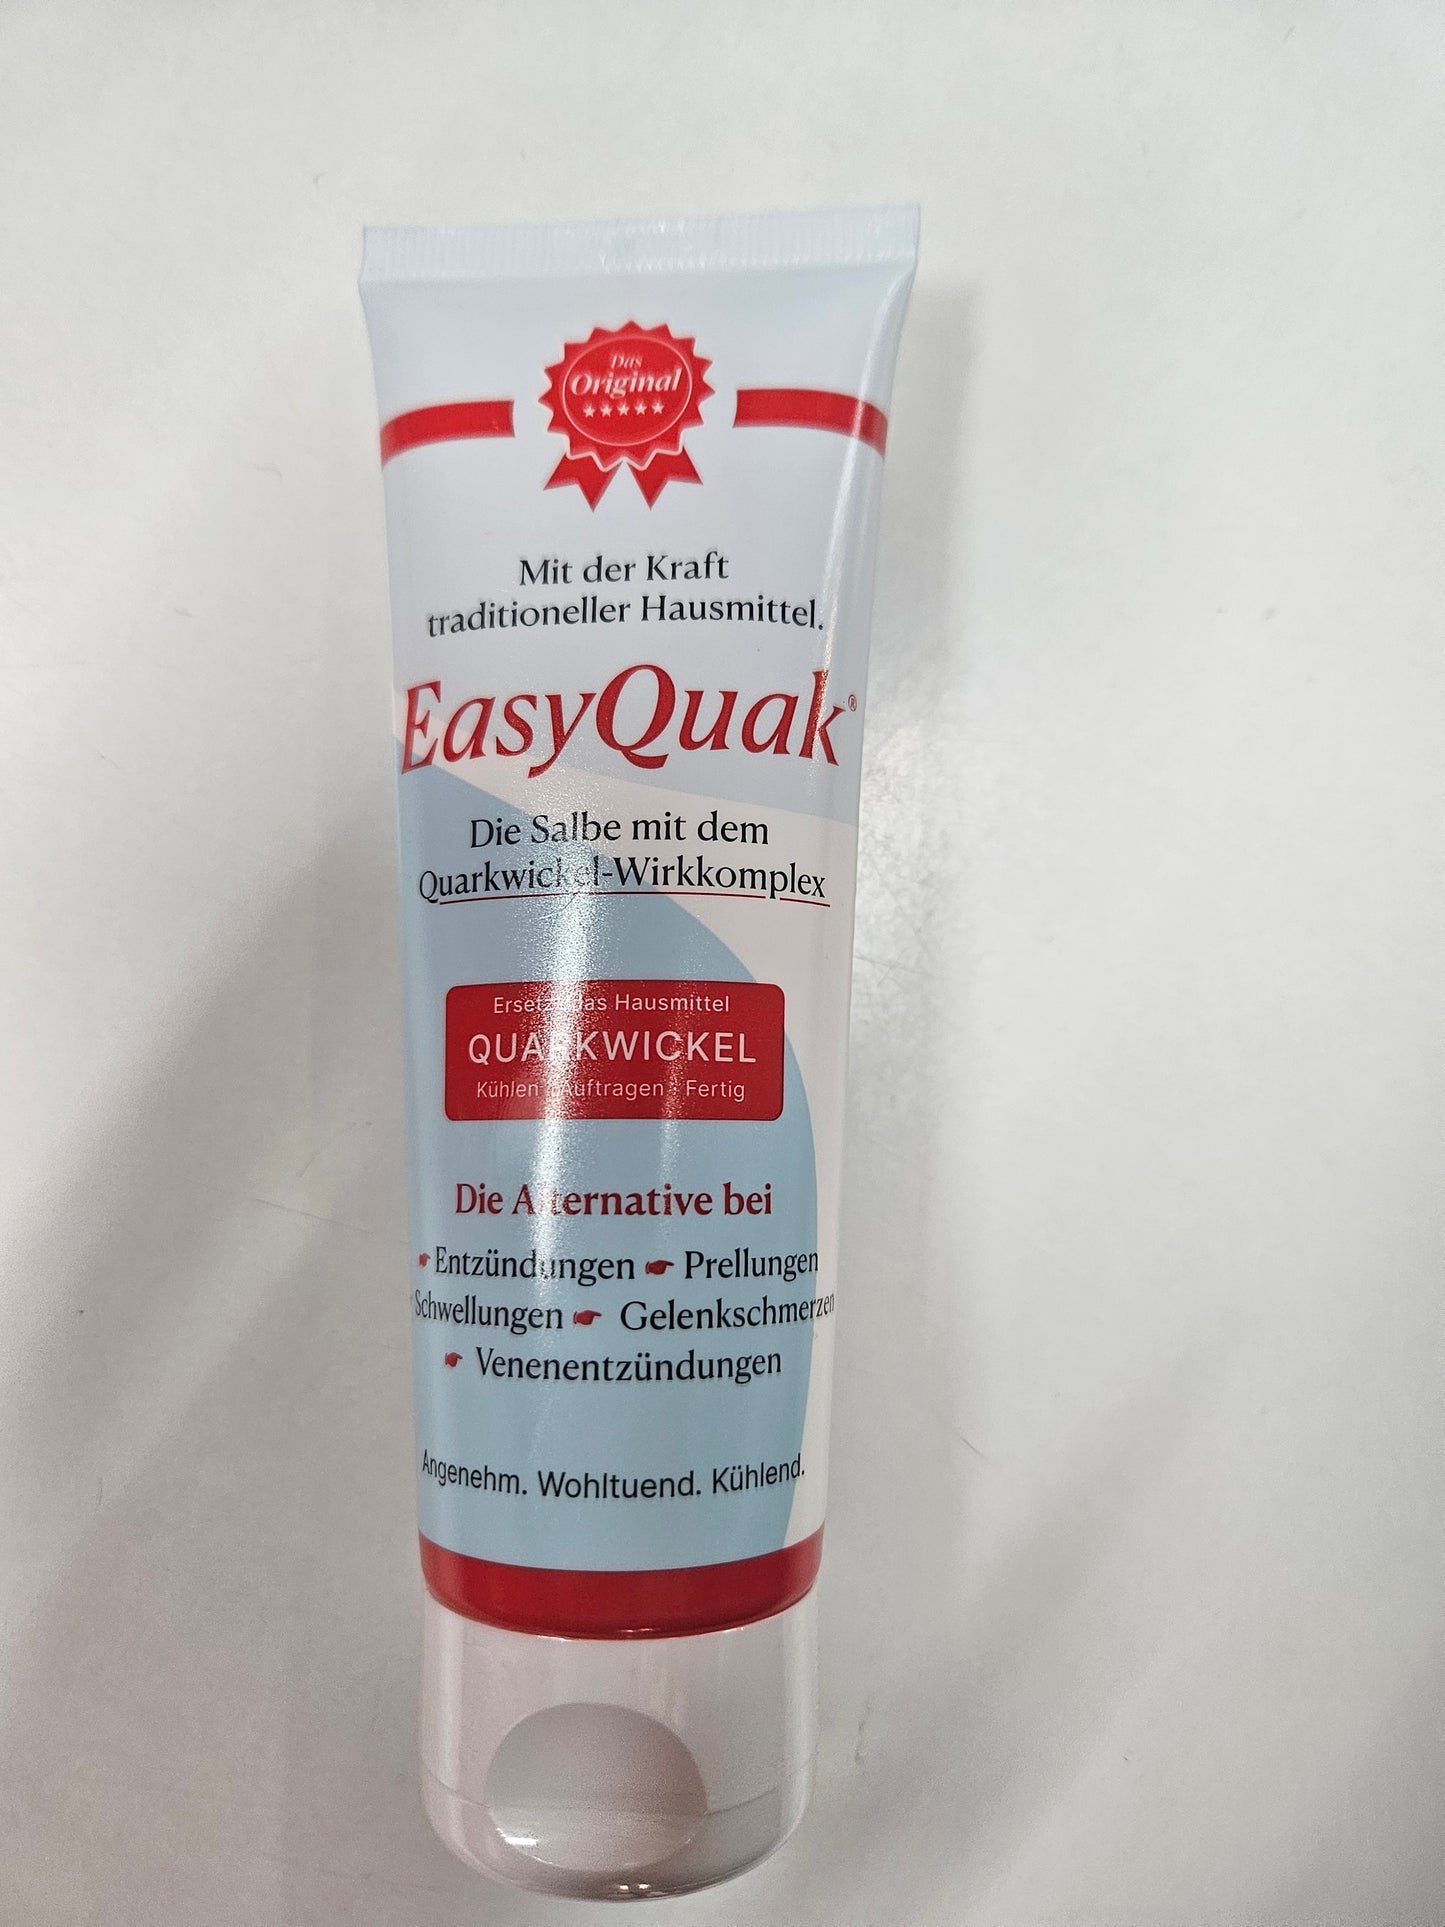 Das
Original
Mit der Kraft
traditioneller Hausmittel.
EasyQuak®
Die Salbe mit dem
Quarkwickel-Wirkkomplex
Ersetzt das Hausmittel
QUARKWICKEL
Kühlen · Auftragen · Fertig
Die Alternative bei
Entzündungen Prellungen
Schwellungen Gelenkschmerzen
Venenentzündungen
Angenehm. Wohltuend. Kühlend.